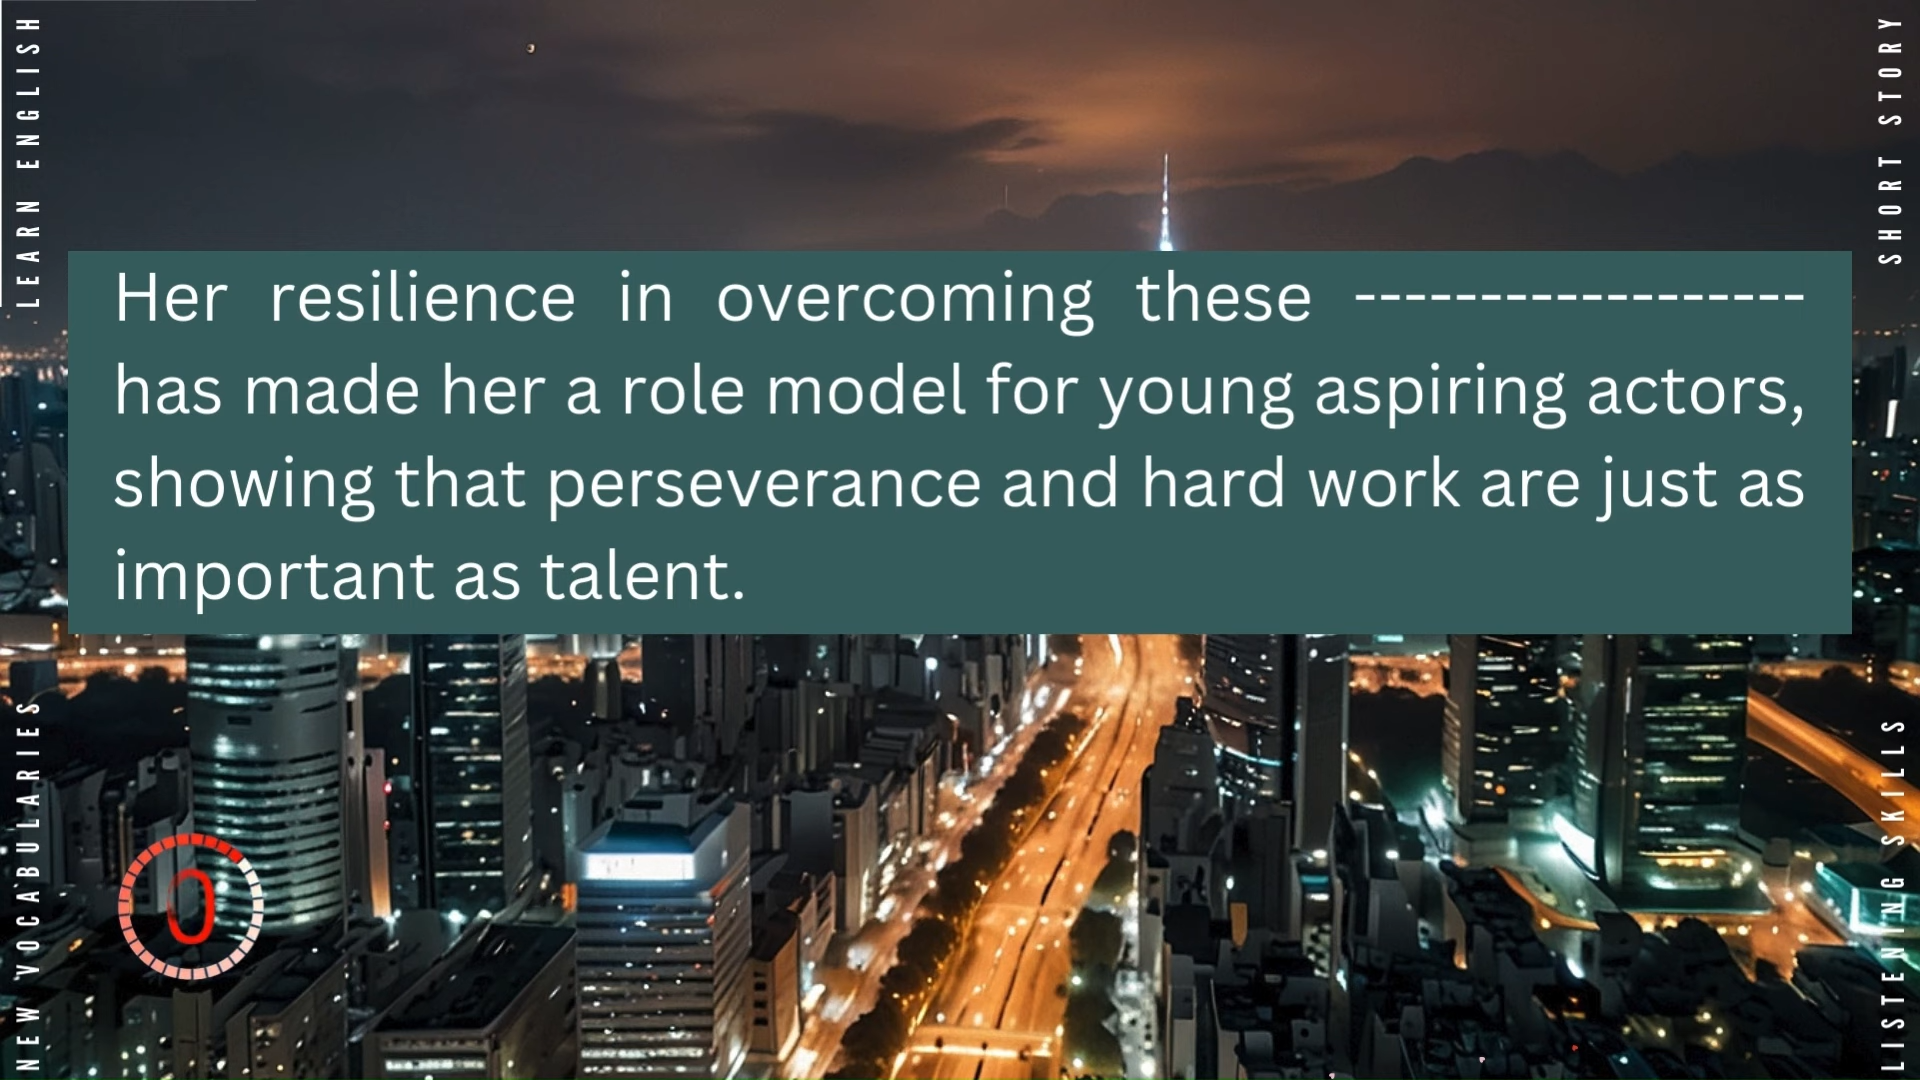 LEARN ENGLISH
SHORT STORY
Her resilience in overcoming these ------------------
has made her a role model for young aspiring actors,
showing that perseverance and hard work are just as
important as talent.
NEW VOCABULARIES
LISTENING SKILLS
0